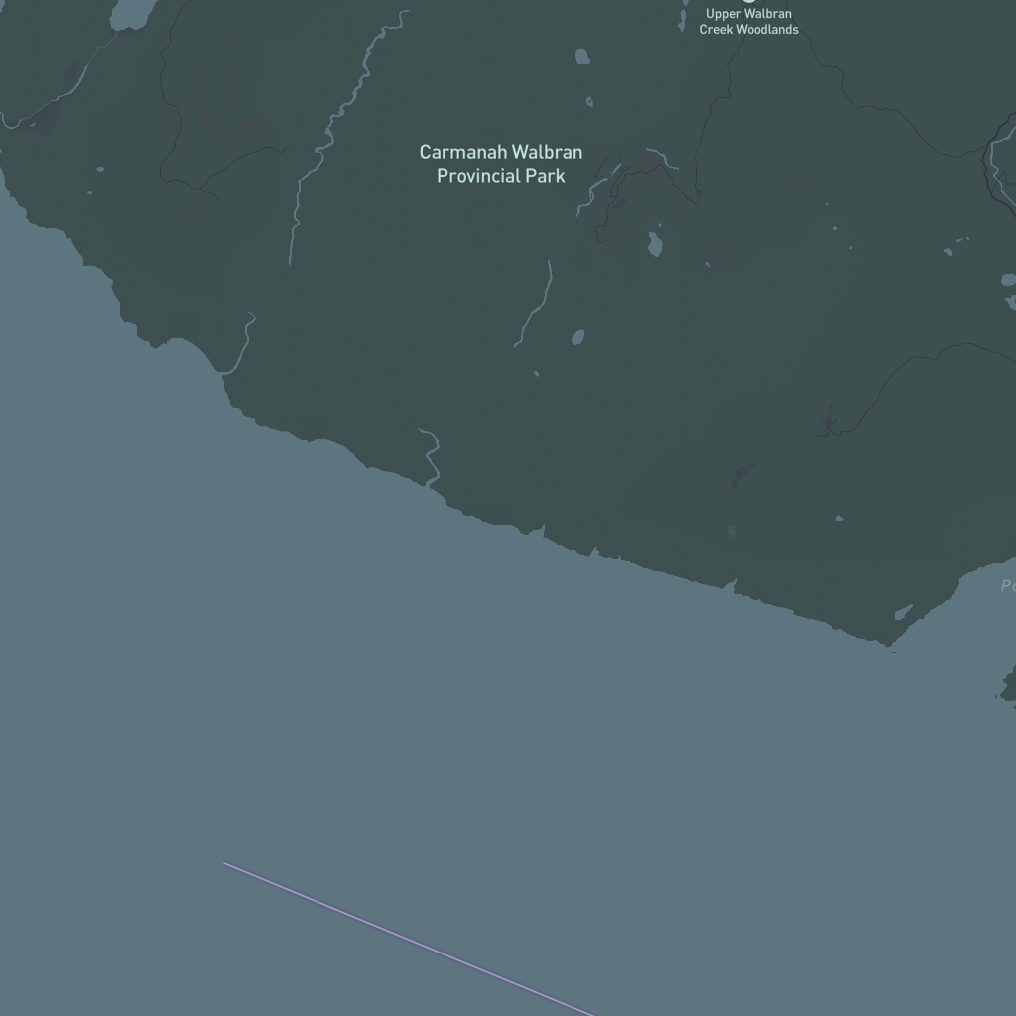 Upper Walbran
Creek Woodlands
Carmanah Walbran
Provincial Park